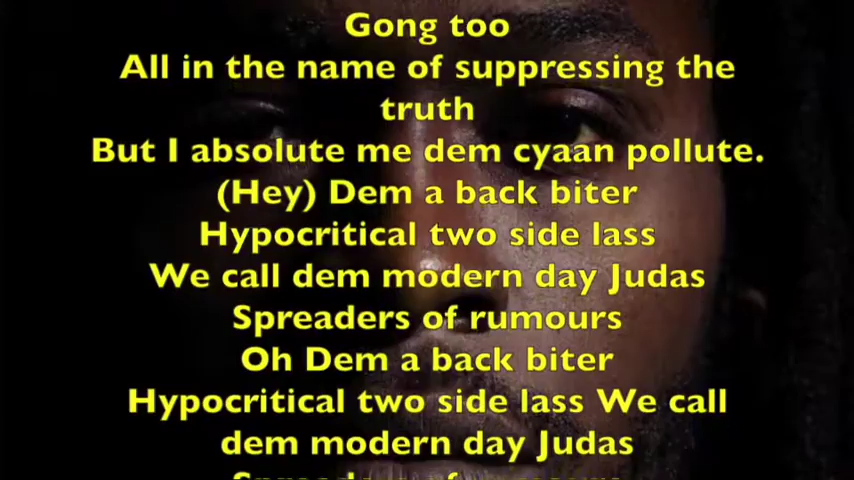 Gong too
All in the name of suppressing the
truth
But I absolute me dem cyaan pollute.
(Hey) Dem a back biter
Hypocritical two side lass
We call dem modern day Judas
Spreaders of rumours
Oh Dem a back biter
Hypocritical two side lass We call
dem modern day Judas